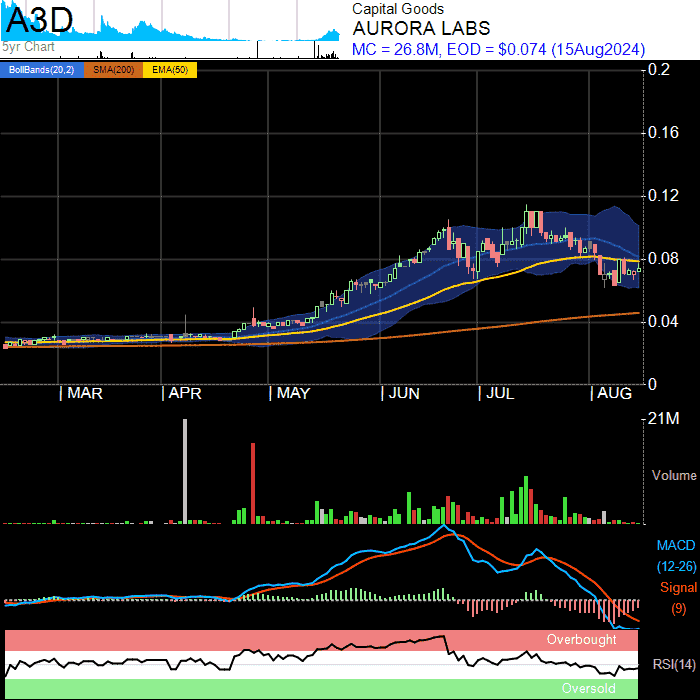 A3D
5yr Chart
Capital Goods
AURORA LABS
MC = 26.8M, EOD = $0.074 (15Aug2024)
BollBands(20,2) SMA(200) EMA(50)
0.2
0.16
0.12
0.08
0.04
0
MAR APR MAY JUN JUL AUG
21M
Volume
MACD
(12-26)
Signal
(9)
Overbought
RSI(14)
Oversold